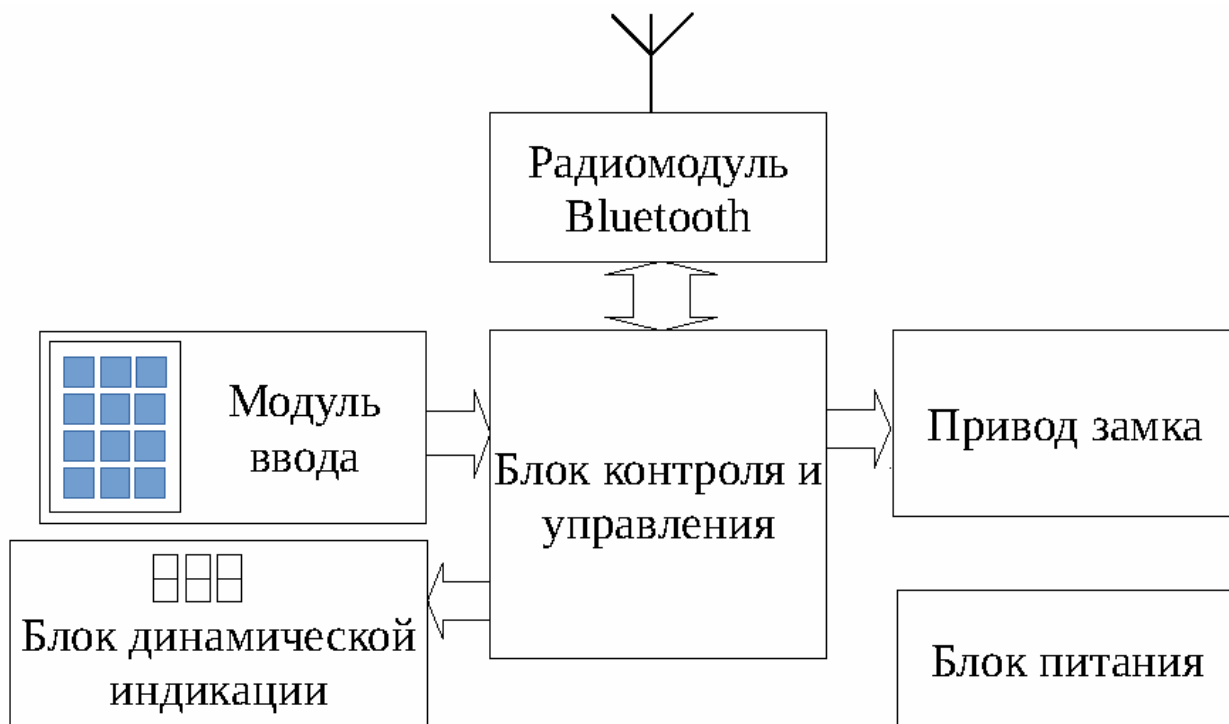 Радиомодуль
Bluetooth
Модуль
ввода
Блок контроля и
управления
Привод замка
Блок динамической
индикации
Блок питания